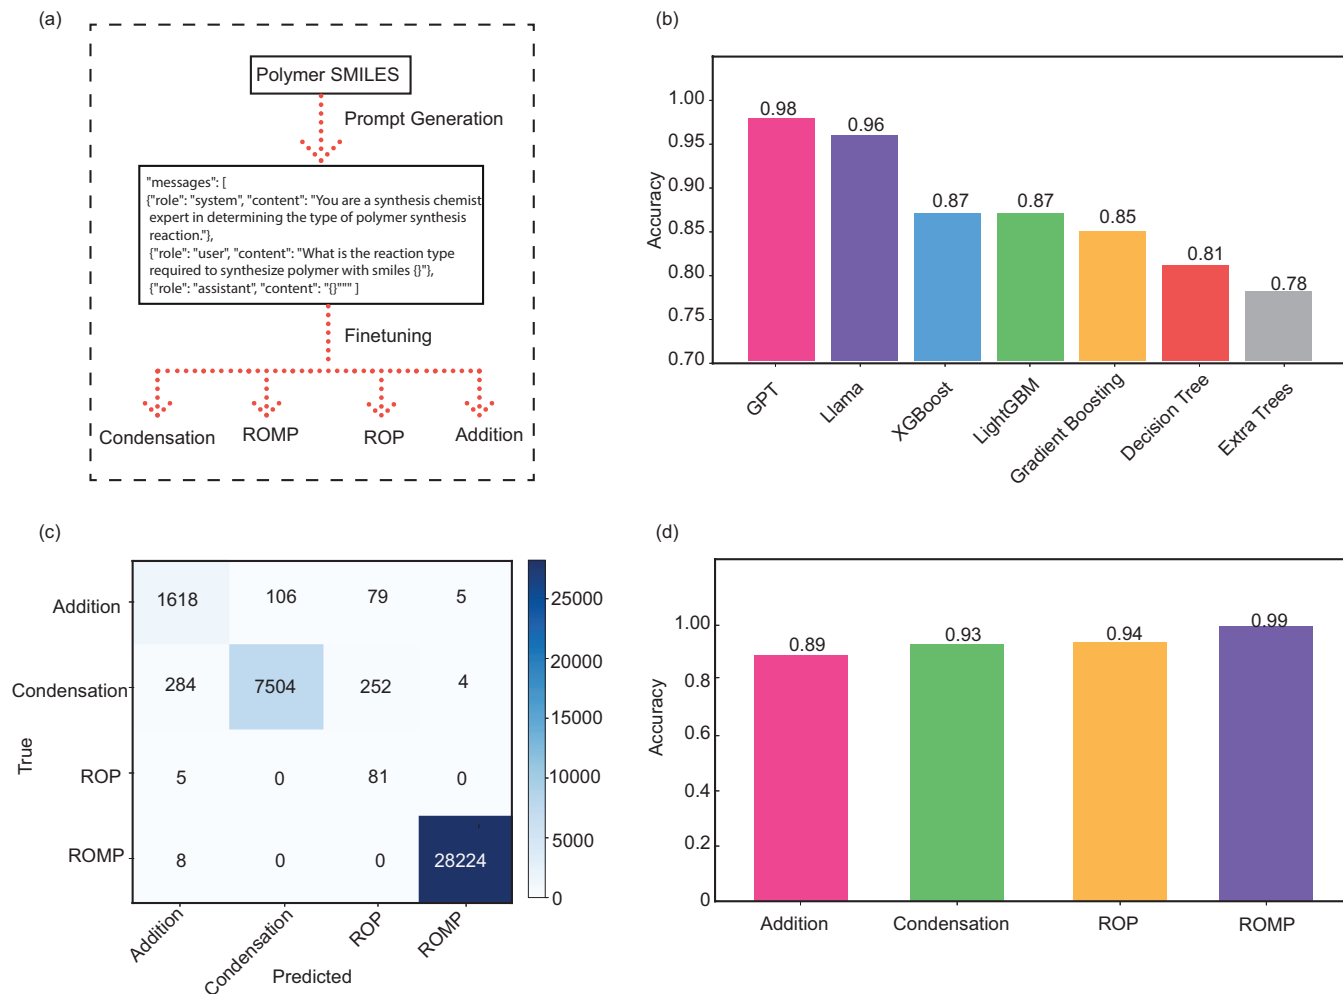 (a)
Polymer SMILES
Prompt Generation
"messages": [
{"role": "system", "content": "You are a synthesis chemist
expert in determining the type of polymer synthesis
reaction."},
{"role": "user", "content": "What is the reaction type
required to synthesize polymer with smiles {}"},
{"role": "assistant", "content": "{}""" ]
Finetuning
Condensation
ROMP
ROP
Addition
(b)
Accuracy
1.00
0.95
0.90
0.85
0.80
0.75
0.70
0.98
0.96
0.87
0.87
0.85
0.81
0.78
GPT
Llama
XGBoost
LightGBM
Gradient Boosting
Decision Tree
Extra Trees
(c)
True
Addition
1618 106 79 5
Condensation
284 7504 252 4
ROP
5 0 81 0
ROMP
8 0 0 28224
Addition
Condensation
ROP
ROMP
Predicted
25000
20000
15000
10000
5000
0
(d)
Accuracy
1.00
0.8
0.6
0.4
0.2
0
0.89
0.93
0.94
0.99
Addition
Condensation
ROP
ROMP